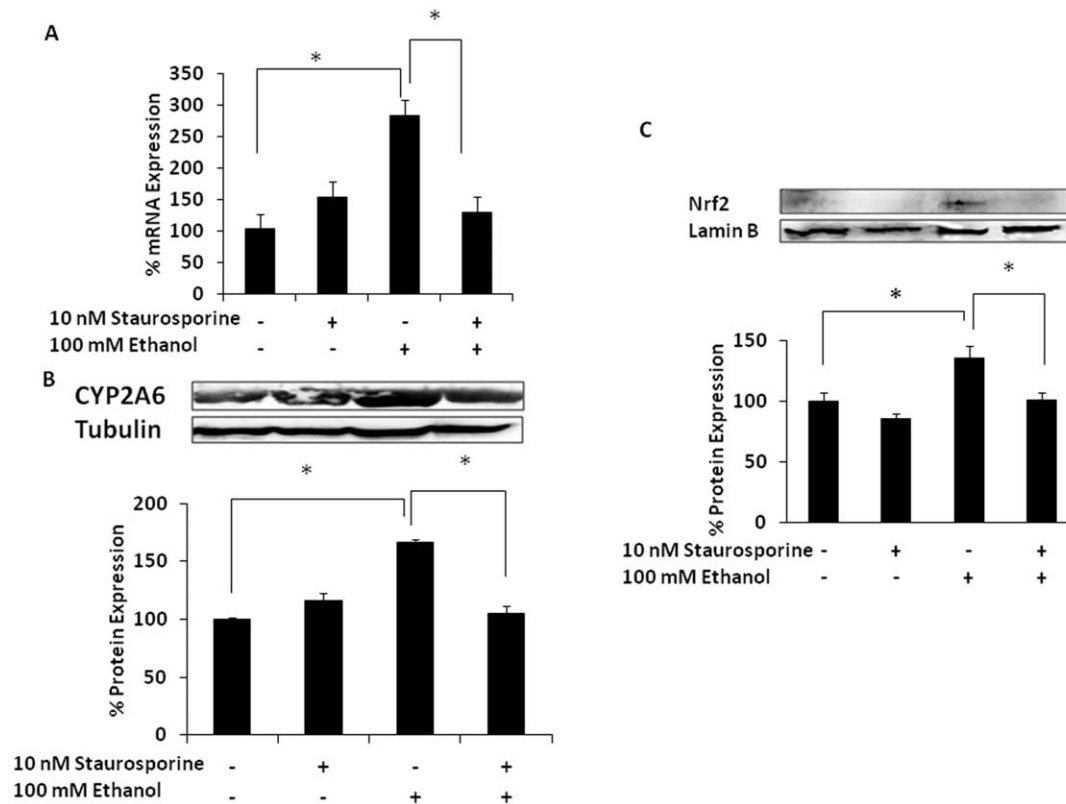 A
*
*
350
300
250
200
150
100
50
0
% mRNA Expression
10 nM Staurosporine - + - +
100 mM Ethanol - - + +
B
CYP2A6
Tubulin
*
*
200
150
100
50
0
% Protein Expression
10 nM Staurosporine - + - +
100 mM Ethanol - - + +
C
Nrf2
Lamin B
*
*
150
100
50
0
% Protein Expression
10 nM Staurosporine - + - +
100 mM Ethanol - - + +